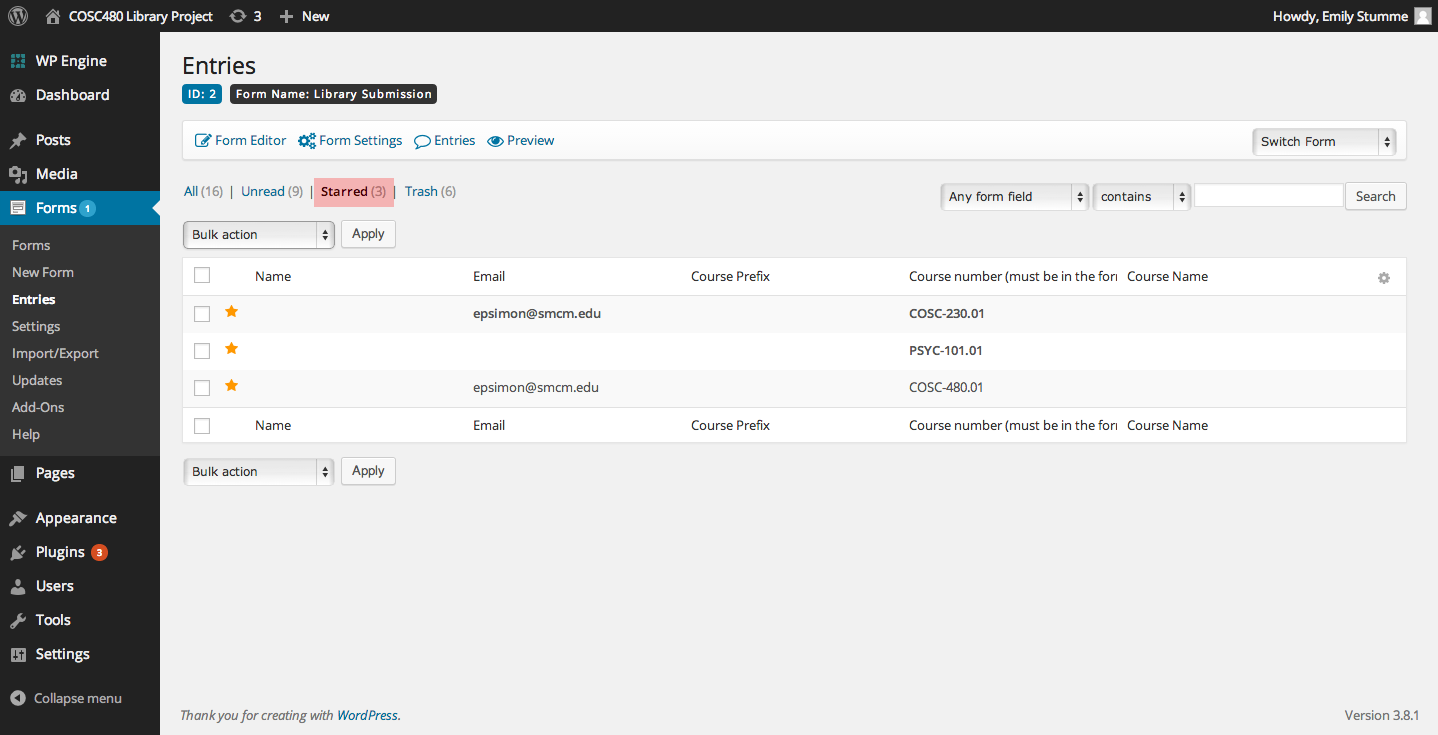 COSC480 Library Project 3 + New Howdy, Emily Stumme
WP Engine
Dashboard
Posts
Media
Forms 1
Forms
New Form
Entries
Settings
Import/Export
Updates
Add-Ons
Help
Pages
Appearance
Plugins 3
Users
Tools
Settings
Collapse menu
Entries
ID: 2 Form Name: Library Submission
Form Editor Form Settings Entries Preview Switch Form
All (16) | Unread (9) | Starred (3) | Trash (6)
Any form field contains Search
Bulk action Apply
Name Email Course Prefix Course number (must be in the for Course Name
epsimon@smcm.edu COSC-230.01
PSYC-101.01
epsimon@smcm.edu COSC-480.01
Name Email Course Prefix Course number (must be in the for Course Name
Bulk action Apply
Thank you for creating with WordPress. Version 3.8.1